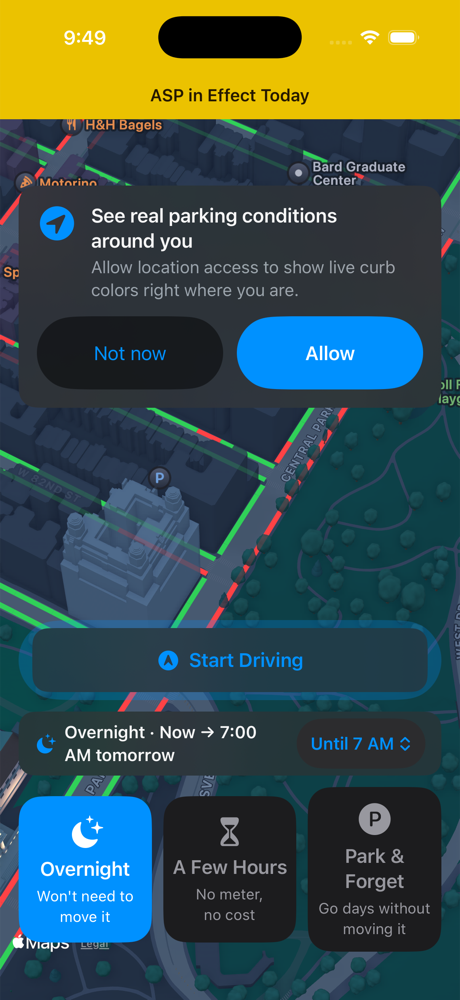 9:49
ASP in Effect Today
H&H Bagels
Bard Graduate
Center
Motorino
See real parking conditions
around you
Sp
Allow location access to show live curb
colors right where you are.
Not now
Allow
CENTRAL PARK
P
W 82ND ST
Start Driving
Overnight · Now → 7:00
AM tomorrow
Until 7 AM
Overnight
Won't need to
move it
A Few Hours
No meter,
no cost
P
Park &
Forget
Go days without
moving it
Maps
Legal